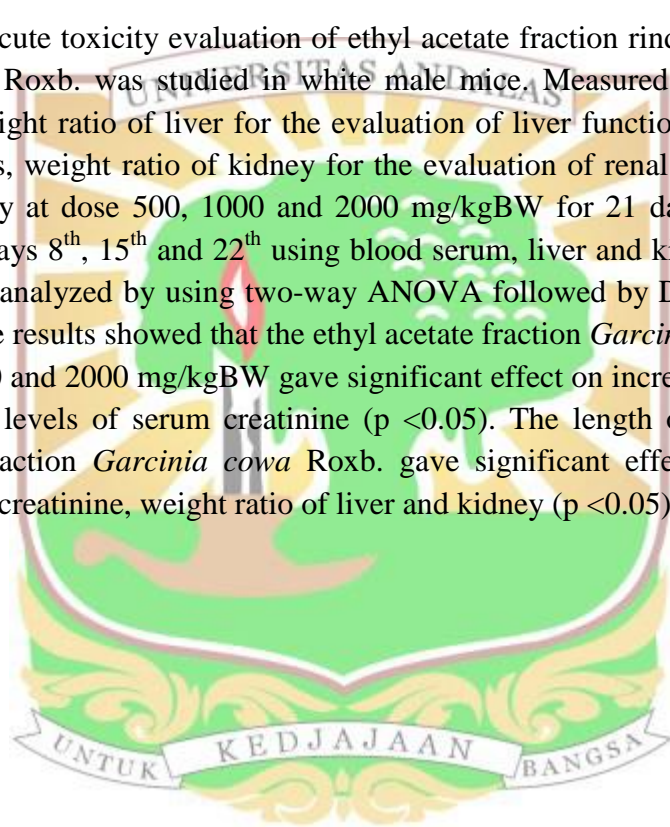 cute toxicity evaluation of ethyl acetate fraction rind
Roxb. was studied in white male mice. Measured
UNIVERSITAS ANDALAS
ight ratio of liver for the evaluation of liver function
s, weight ratio of kidney for the evaluation of renal
y at dose 500, 1000 and 2000 mg/kgBW for 21 da
ays 8th, 15th and 22th using blood serum, liver and ki
analyzed by using two-way ANOVA followed by D
e results showed that the ethyl acetate fraction Garcin
0 and 2000 mg/kgBW gave significant effect on increa
levels of serum creatinine (p <0.05). The length o
action Garcinia cowa Roxb. gave significant effe
creatinine, weight ratio of liver and kidney (p <0.05)
UNTUK KEDJAJAAN BANGSA